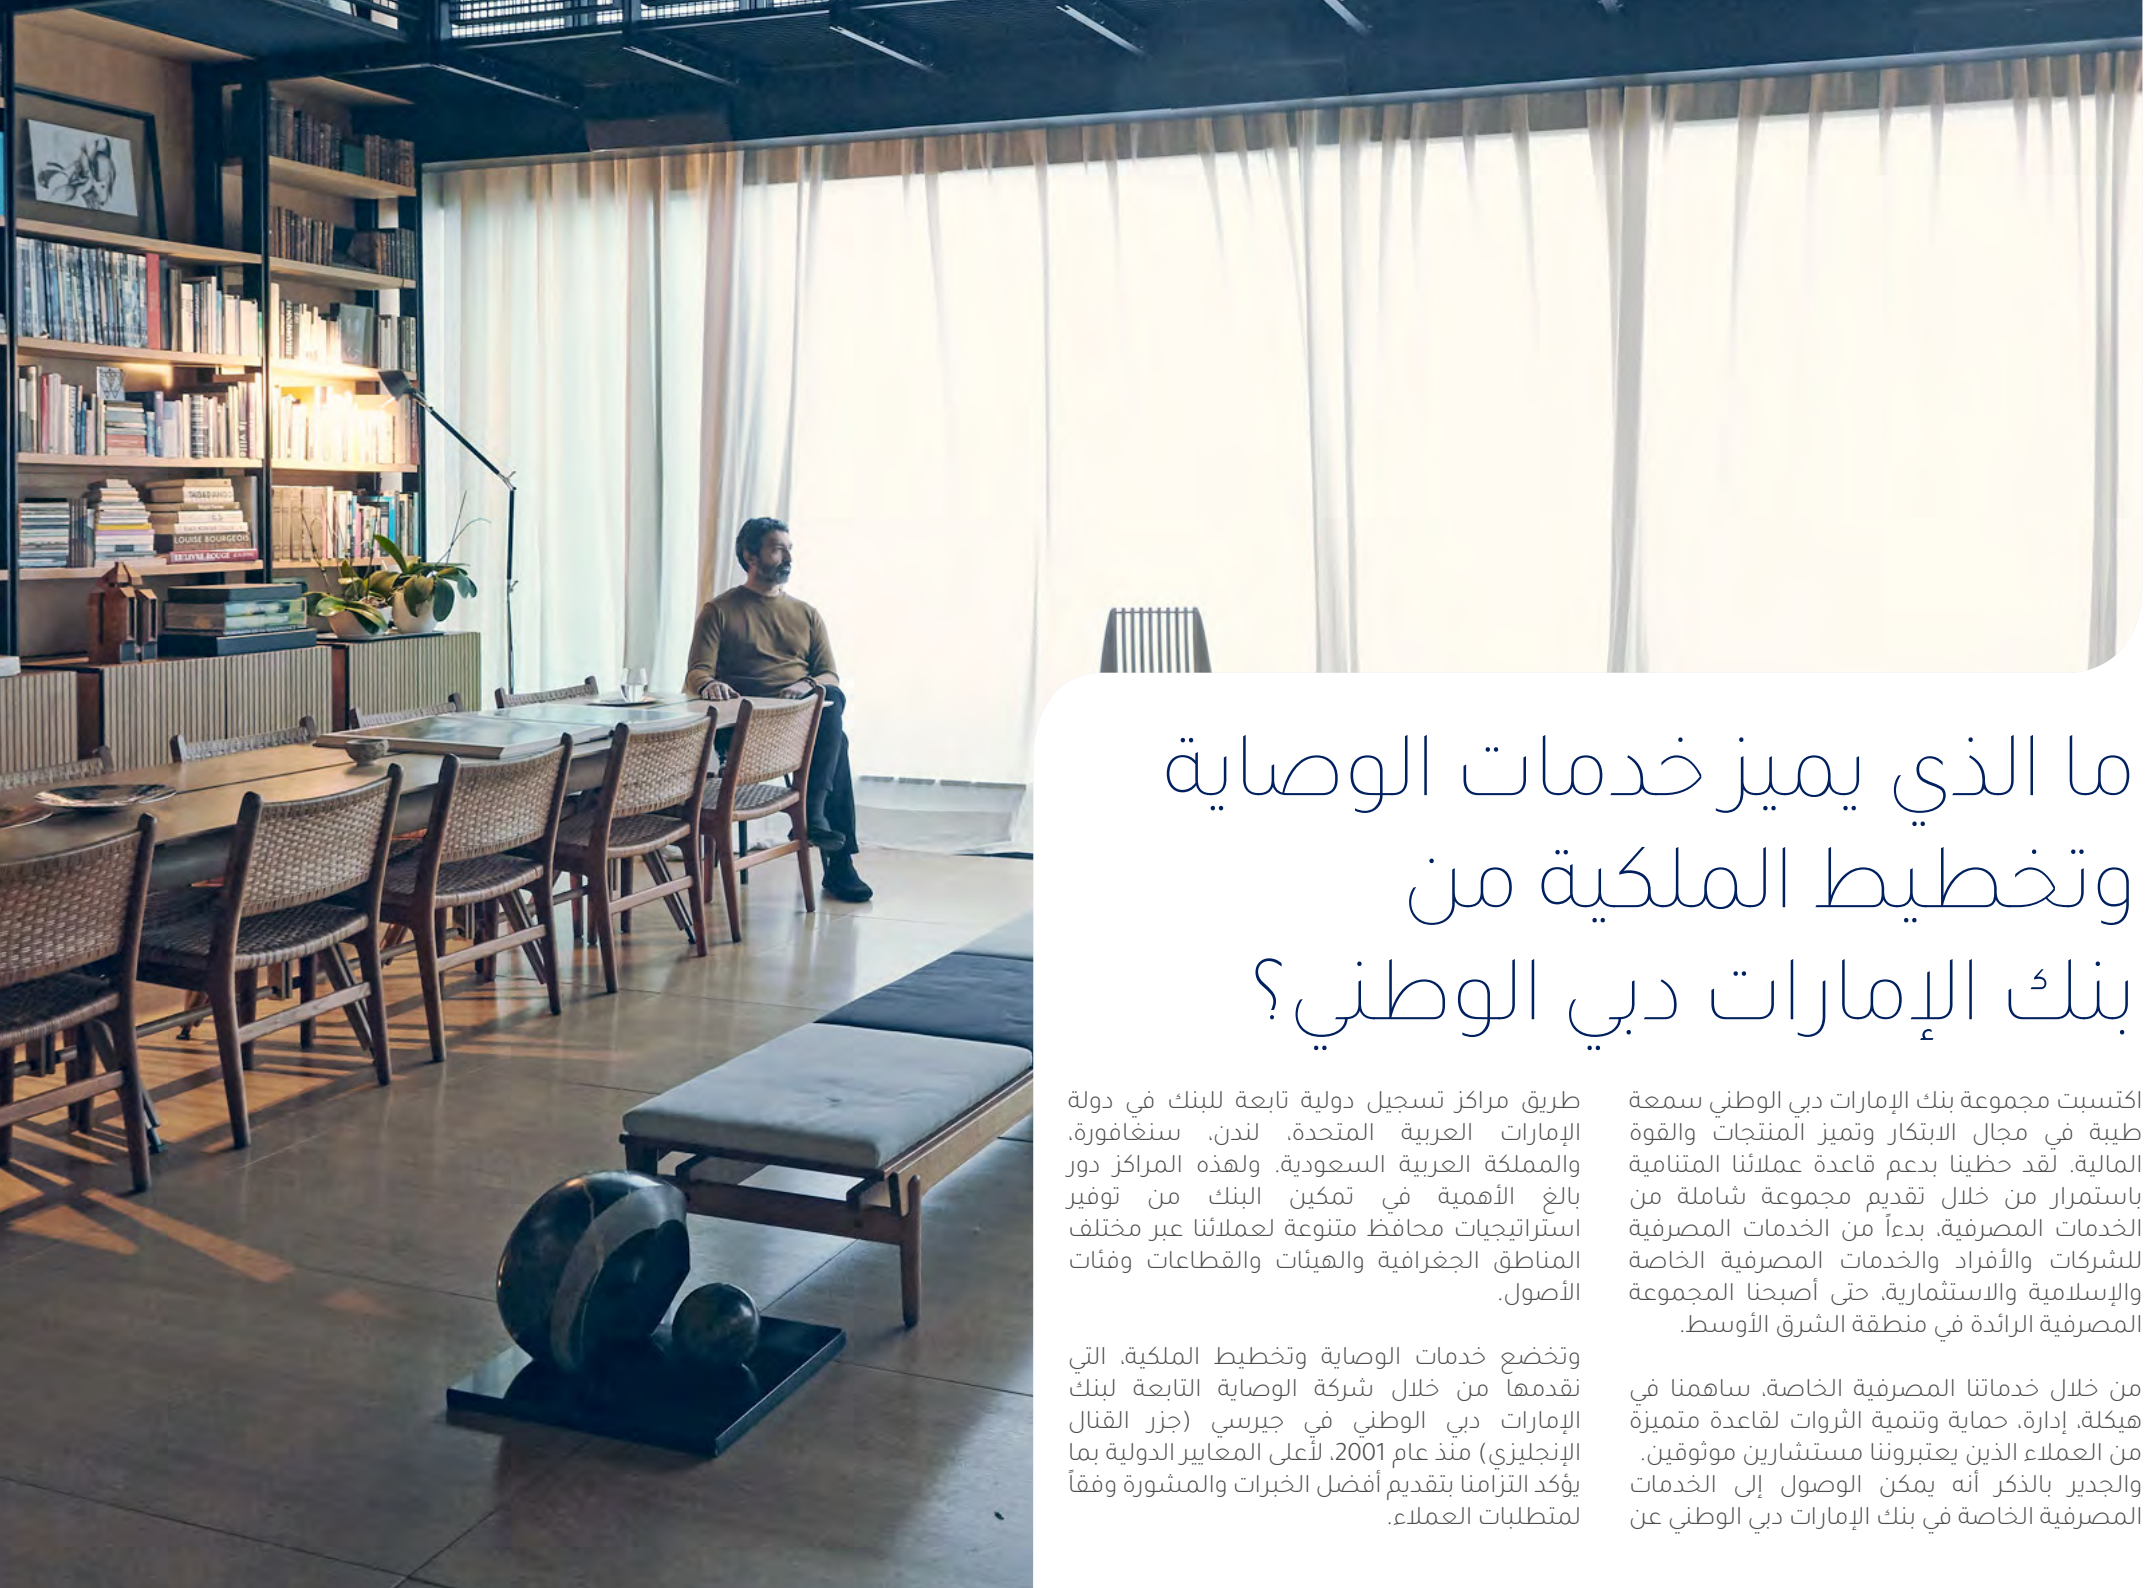 ما الذي يميز خدمات الوصاية
وتخطيط الملكية من
بنك الإمارات دبي الوطني؟
اكتسبت مجموعة بنك الإمارات دبي الوطني سمعة
طيبة في مجال الابتكار وتميز المنتجات والقوة
المالية. لقد حظينا بدعم قاعدة عملائنا المتنامية
باستمرار من خلال تقديم مجموعة شاملة من
الخدمات المصرفية، بدءاً من الخدمات المصرفية
للشركات والأفراد والخدمات المصرفية الخاصة
والإسلامية والاستثمارية، حتى أصبحنا المجموعة
المصرفية الرائدة في منطقة الشرق الأوسط.
من خلال خدماتنا المصرفية الخاصة، ساهمنا في
هيكلة، إدارة، حماية وتنمية الثروات لقاعدة متميزة
من العملاء الذين يعتبروننا مستشارين موثوقين.
والجدير بالذكر أنه يمكن الوصول إلى الخدمات
المصرفية الخاصة في بنك الإمارات دبي الوطني عن
طريق مراكز تسجيل دولية تابعة للبنك في دولة
الإمارات العربية المتحدة، لندن، سنغافورة،
والمملكة العربية السعودية. ولهذه المراكز دور
بالغ الأهمية في تمكين البنك من توفير
استراتيجيات محافظ متنوعة لعملائنا عبر مختلف
المناطق الجغرافية والهيئات والقطاعات وفئات
الأصول.
وتخضع خدمات الوصاية وتخطيط الملكية، التي
نقدمها من خلال شركة الوصاية التابعة لبنك
الإمارات دبي الوطني في جيرسي (جزر القنال
الإنجليزي) منذ عام 2001، لأعلى المعايير الدولية بما
يؤكد التزامنا بتقديم أفضل الخبرات والمشورة وفقاً
لمتطلبات العملاء.
LOUISE BOURGEOIS
LE LIVRE ROUGE